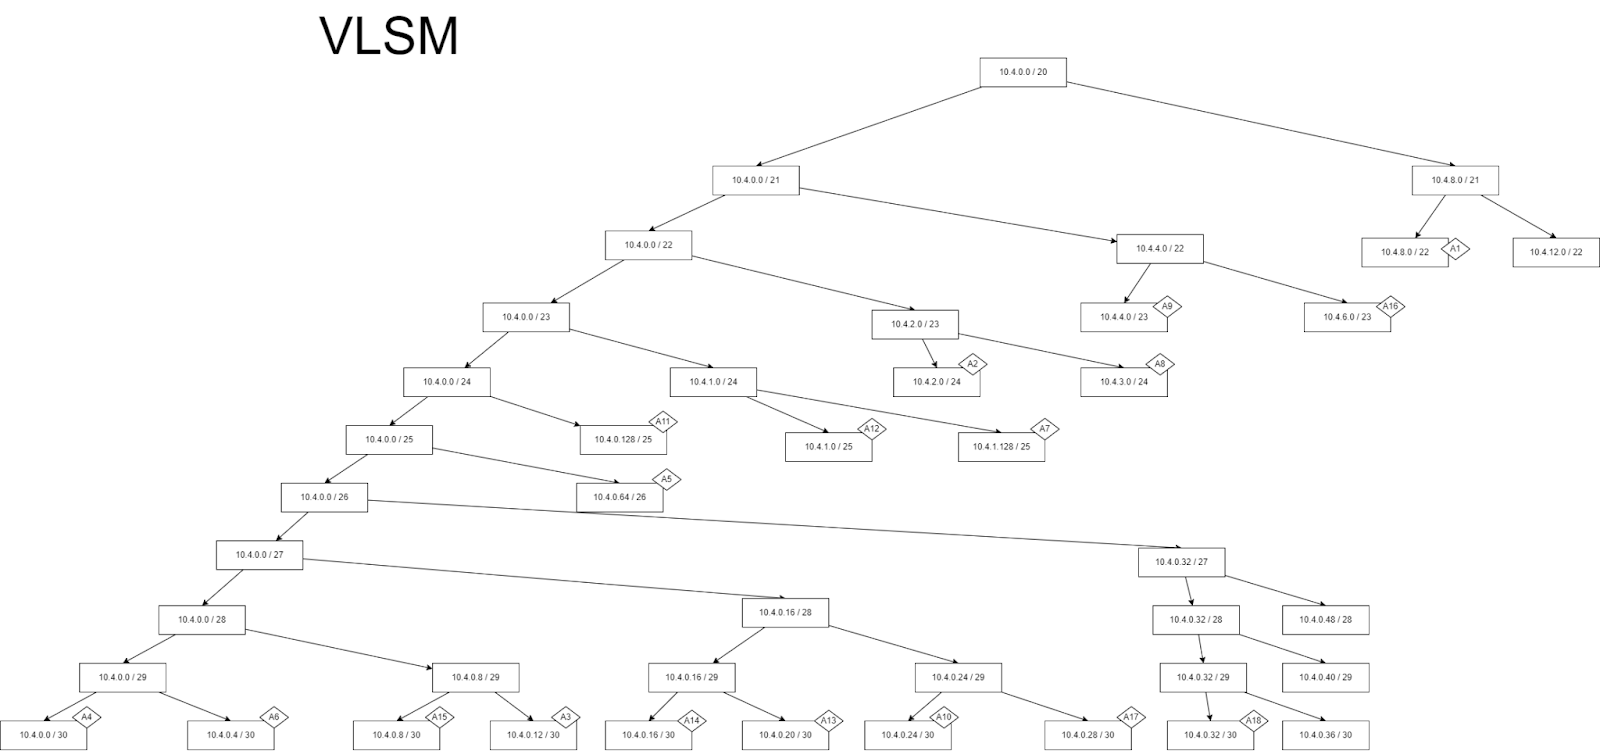 VLSM
10.4.0.0 / 20
10.4.0.0 / 21
10.4.8.0 / 21
10.4.0.0 / 22
10.4.4.0 / 22
10.4.8.0 / 22
A1
10.4.12.0 / 22
10.4.0.0 / 23
10.4.2.0 / 23
10.4.4.0 / 23
A9
10.4.6.0 / 23
A16
10.4.0.0 / 24
10.4.1.0 / 24
10.4.2.0 / 24
A2
10.4.3.0 / 24
A8
10.4.0.0 / 25
10.4.0.128 / 25
A11
10.4.1.0 / 25
A12
10.4.1.128 / 25
A7
10.4.0.0 / 26
10.4.0.64 / 26
A5
10.4.0.0 / 27
10.4.0.32 / 27
10.4.0.0 / 28
10.4.0.16 / 28
10.4.0.32 / 28
10.4.0.48 / 28
10.4.0.0 / 29
10.4.0.8 / 29
10.4.0.16 / 29
10.4.0.24 / 29
10.4.0.32 / 29
10.4.0.40 / 29
10.4.0.0 / 30
A4
10.4.0.4 / 30
A6
10.4.0.8 / 30
A15
10.4.0.12 / 30
A3
10.4.0.16 / 30
A14
10.4.0.20 / 30
A13
10.4.0.24 / 30
A10
10.4.0.28 / 30
A17
10.4.0.32 / 30
A18
10.4.0.36 / 30